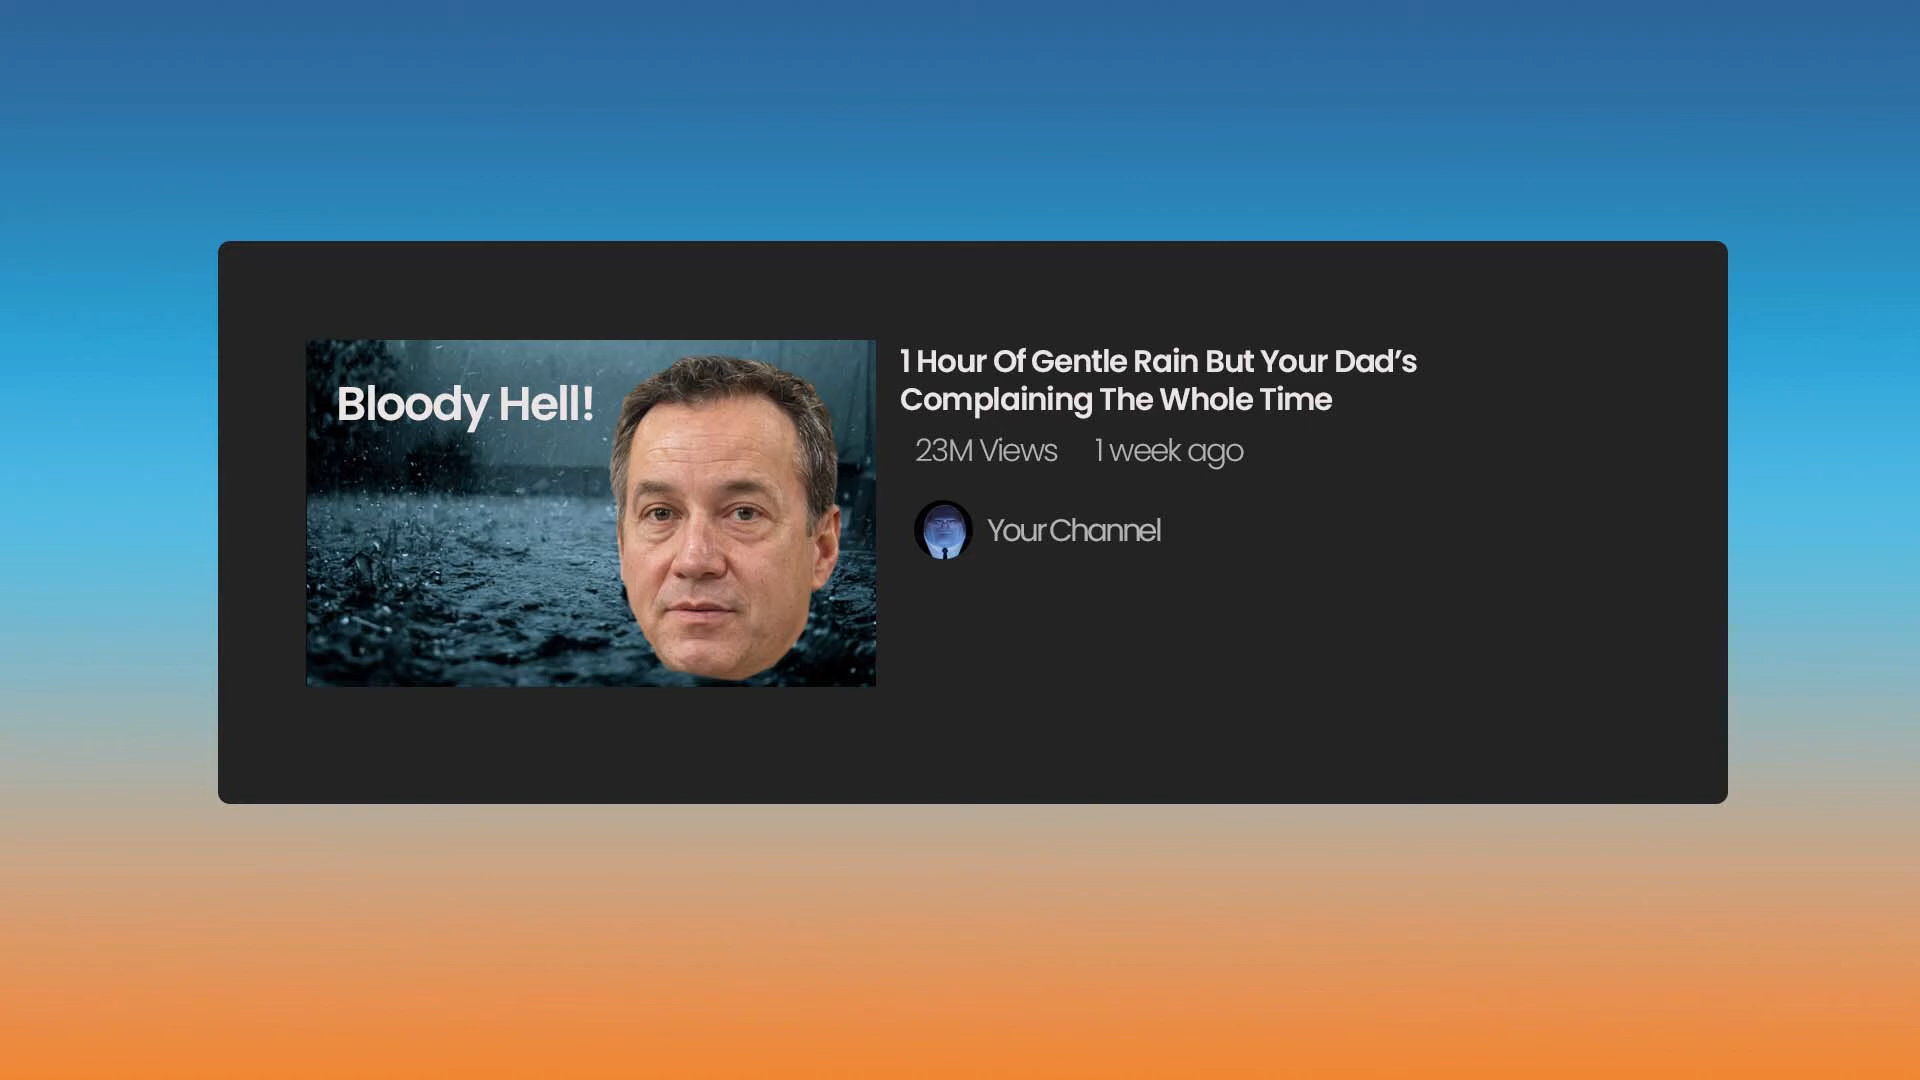 Bloody Hell!
1 Hour Of Gentle Rain But Your Dad’s
Complaining The Whole Time
23M Views 1 week ago
Your Channel